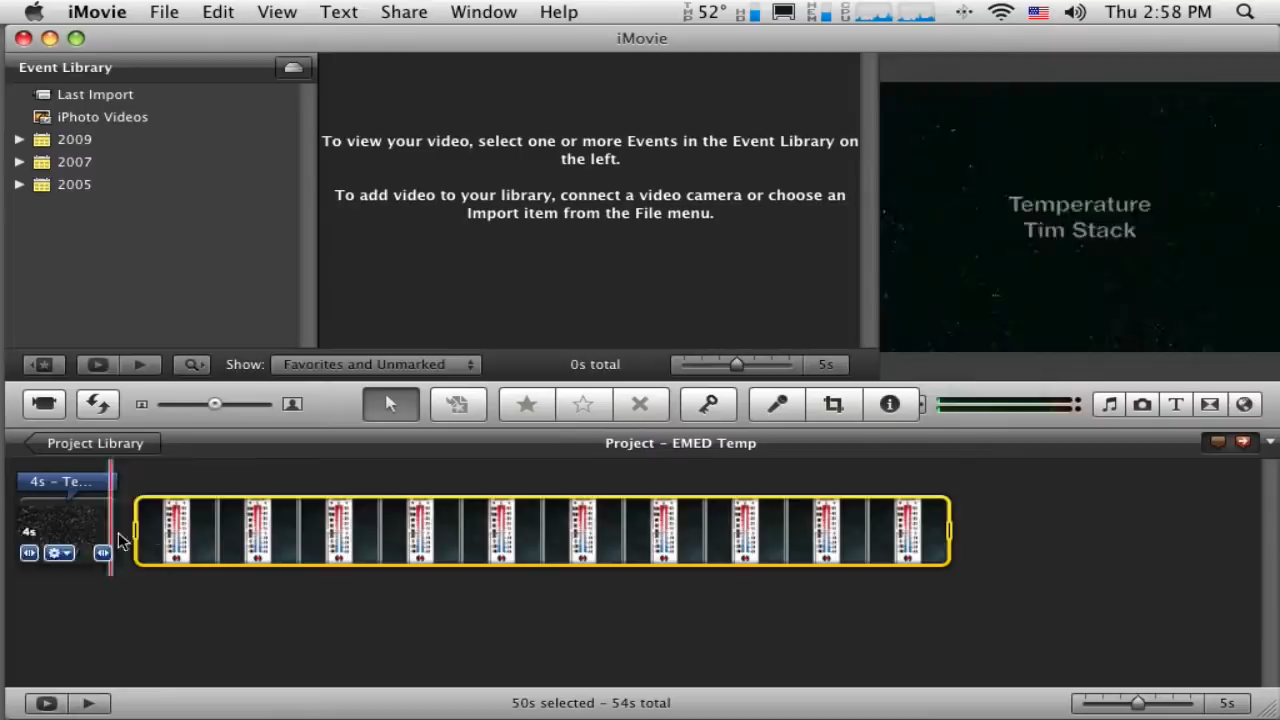 iMovie File Edit View Text Share Window Help 52° Thu 2:58 PM
iMovie
Event Library
Last Import
iPhoto Videos
2009
2007
2005
To view your video, select one or more Events in the Event Library on
the left.
To add video to your library, connect a video camera or choose an
Import item from the File menu.
Temperature
Tim Stack
Show: Favorites and Unmarked 0s total 5s
Project Library Project - EMED Temp
4s - Te...
4s
50s selected - 54s total 5s